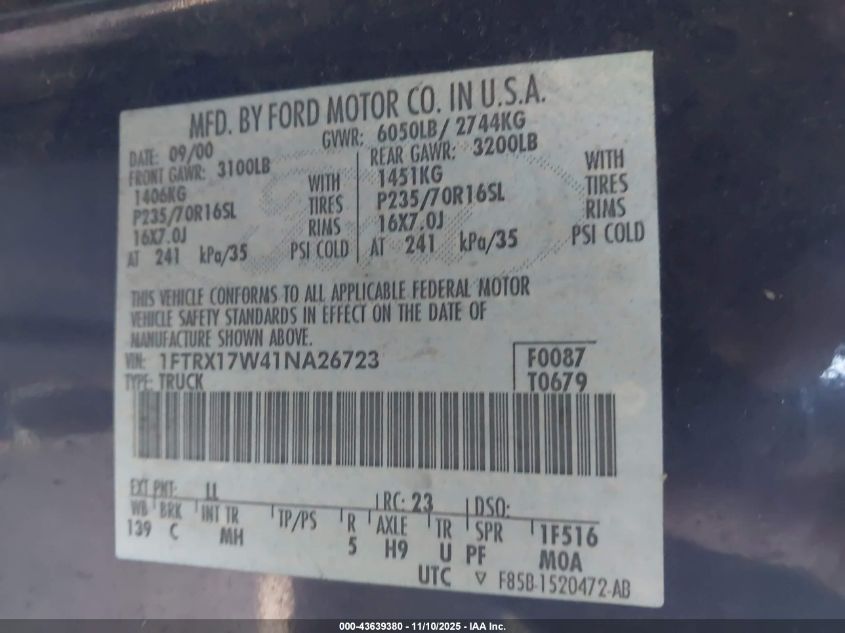 MFD. BY FORD MOTOR CO. IN U.S.A.
DATE: 09/00 GVWR: 6050LB/ 2744KG
FRONT GAWR: 3100LB REAR GAWR: 3200LB
1406KG WITH 1451KG WITH
P235/70R16SL TIRES P235/70R16SL TIRES
16X7.0J RIMS 16X7.0J RIMS
AT 241 kPa/35 PSI COLD AT 241 kPa/35 PSI COLD
THIS VEHICLE CONFORMS TO ALL APPLICABLE FEDERAL MOTOR
VEHICLE SAFETY STANDARDS IN EFFECT ON THE DATE OF
MANUFACTURE SHOWN ABOVE.
VIN: 1FTRX17W41NA26723 F0087
TYPE: TRUCK T0679
EXT PNT: LL RC: 23 DSO:
WB BRK INT TR TP/PS R AXLE TR SPR 1F516
139 C MH 5 H9 U PF MOA
UTC F85B-1520472-AB
000-43639380 - 11/10/2025 - IAA Inc.